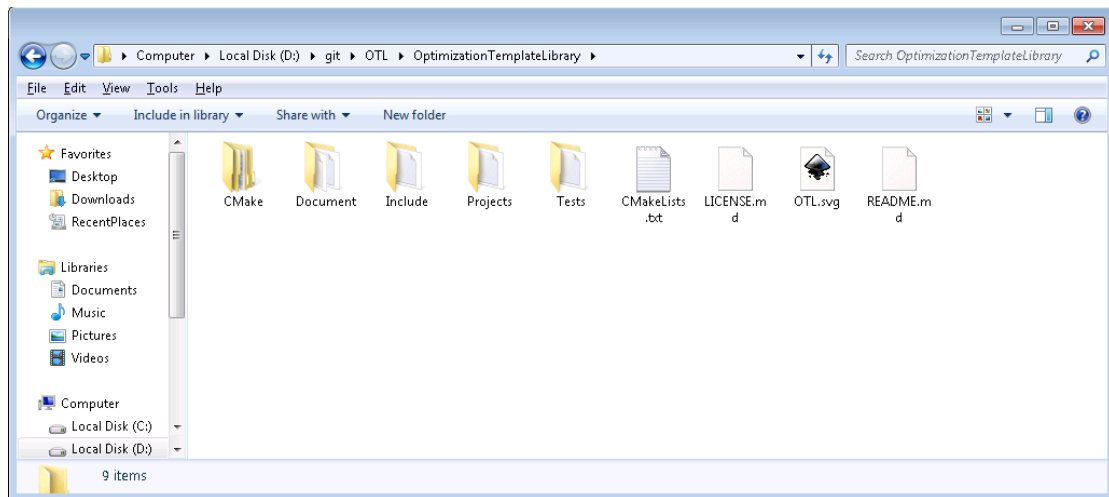 Computer Local Disk (D:) git OTL OptimizationTemplateLibrary Search OptimizationTemplateLibrary
File Edit View Tools Help
Organize Include in library Share with New folder
Favorites
Desktop
Downloads
RecentPlaces
Libraries
Documents
Music
Pictures
Videos
Computer
Local Disk (C:)
Local Disk (D:)
CMake Document Include Projects Tests CMakeLists
.txt LICENSE.m
d OTL.svg README.m
d
9 items